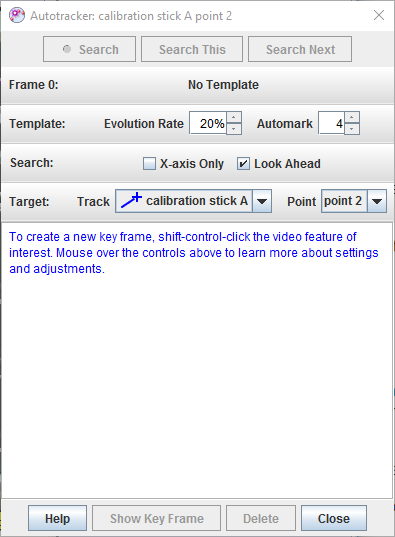 Autotracker: calibration stick A point 2
Search Search This Search Next
Frame 0: No Template
Template: Evolution Rate 20% Automark 4
Search: X-axis Only Look Ahead
Target: Track calibration stick A Point point 2
To create a new key frame, shift-control-click the video feature of
interest. Mouse over the controls above to learn more about settings
and adjustments.
Help Show Key Frame Delete Close